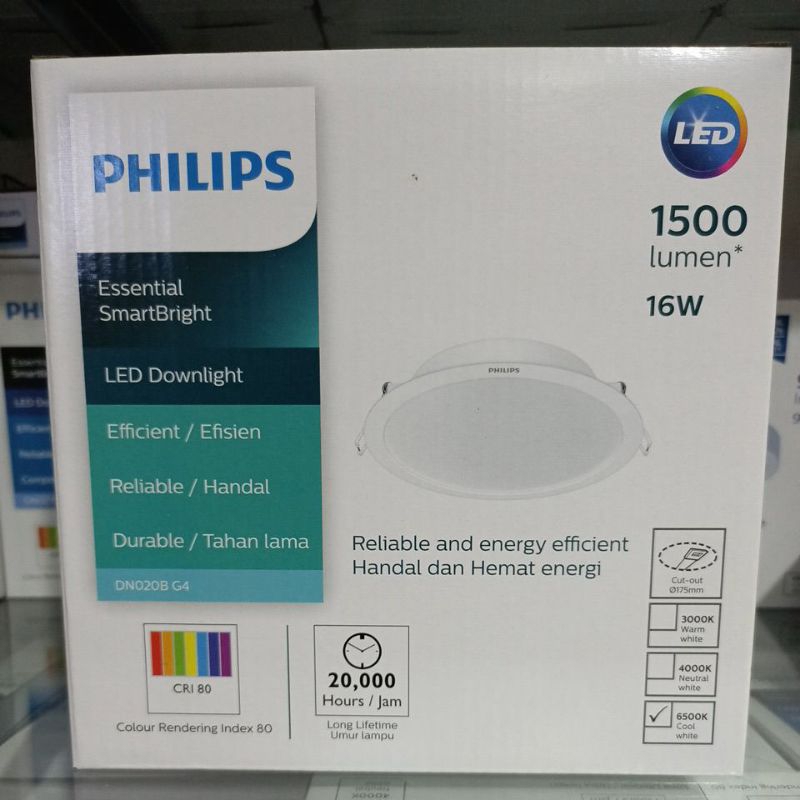 PHILIPS
Essential
SmartBright
LED Downlight
Efficient / Efisien
Reliable / Handal
Durable / Tahan lama
DN020B G4
LED
1500
lumen*
16W
PHILIPS
Reliable and energy efficient
Handal dan Hemat energi
Cut-out
Ø175mm
3000K
Warm
white
4000K
Neutral
white
6500K
Cool
white
CRI 80
Colour Rendering Index 80
20,000
Hours / Jam
Long Lifetime
Umur lampu